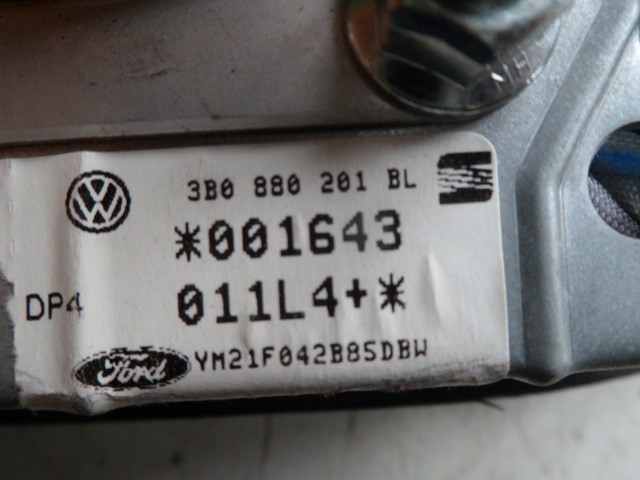 3B0 880 201 BL
*001643
DP4 011L4+*
Ford YM21F042B85DBW